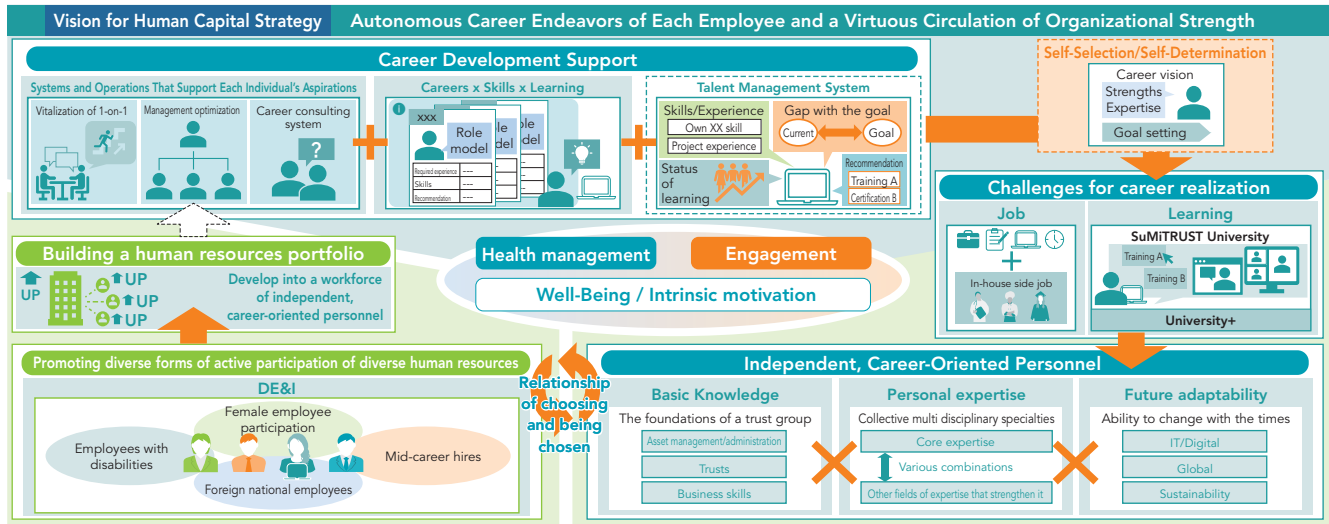 Vision for Human Capital Strategy
Autonomous Career Endeavors of Each Employee and a Virtuous Circulation of Organizational Strength
Career Development Support
Systems and Operations That Support Each Individual's Aspirations
Vitalization of 1-on-1
Management optimization
Career consulting
system
?
Careers x Skills x Learning
i
XXX
Role
model
Required experience
---
Skills
---
Recommendation
---
ole
del
ole
del
Talent Management System
Skills/Experience
Own XX skill
Project experience
Gap with the goal
Current
Goal
Status
of
learning
Recommendation
Training A
Certification B
Self-Selection/Self-Determination
Career vision
Strengths
Expertise
Goal setting
Challenges for career realization
Job
In-house side job
Learning
SuMiTRUST University
Training A
Training B
University+
Building a human resources portfolio
UP
UP
UP
UP
Develop into a workforce
of independent,
career-oriented personnel
Health management
Engagement
Well-Being / Intrinsic motivation
Promoting diverse forms of active participation of diverse human resources
DE&I
Female employee
participation
Employees with
disabilities
Mid-career hires
Foreign national employees
Relationship
of choosing
and being
chosen
Independent, Career-Oriented Personnel
Basic Knowledge
The foundations of a trust group
Asset management/administration
Trusts
Business skills
Personal expertise
Collective multi disciplinary specialties
Core expertise
Various combinations
Other fields of expertise that strengthen it
Future adaptability
Ability to change with the times
IT/Digital
Global
Sustainability